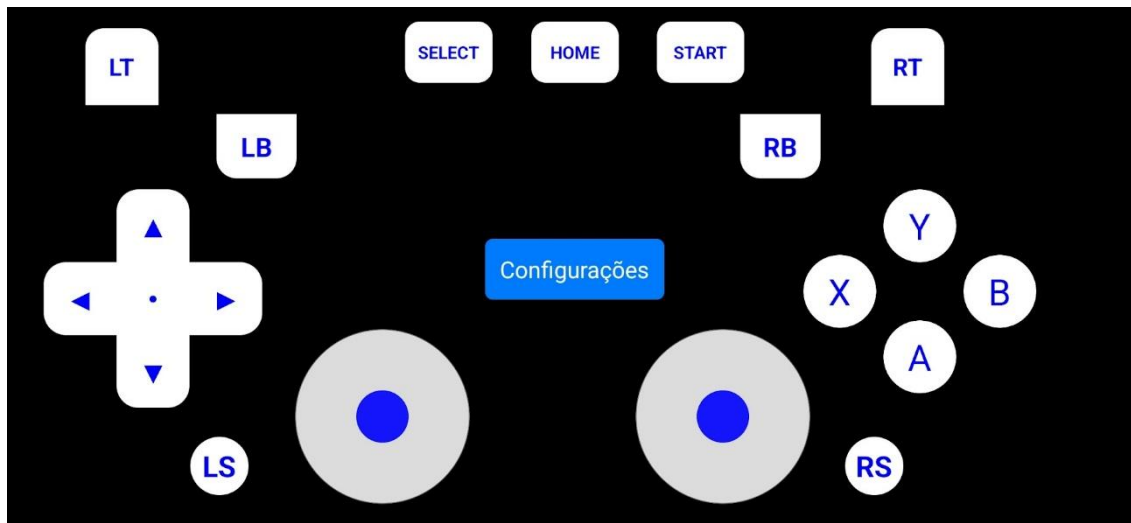 LT
SELECT
HOME
START
RT
LB
RB
Y
Configurações
X
B
A
LS
RS